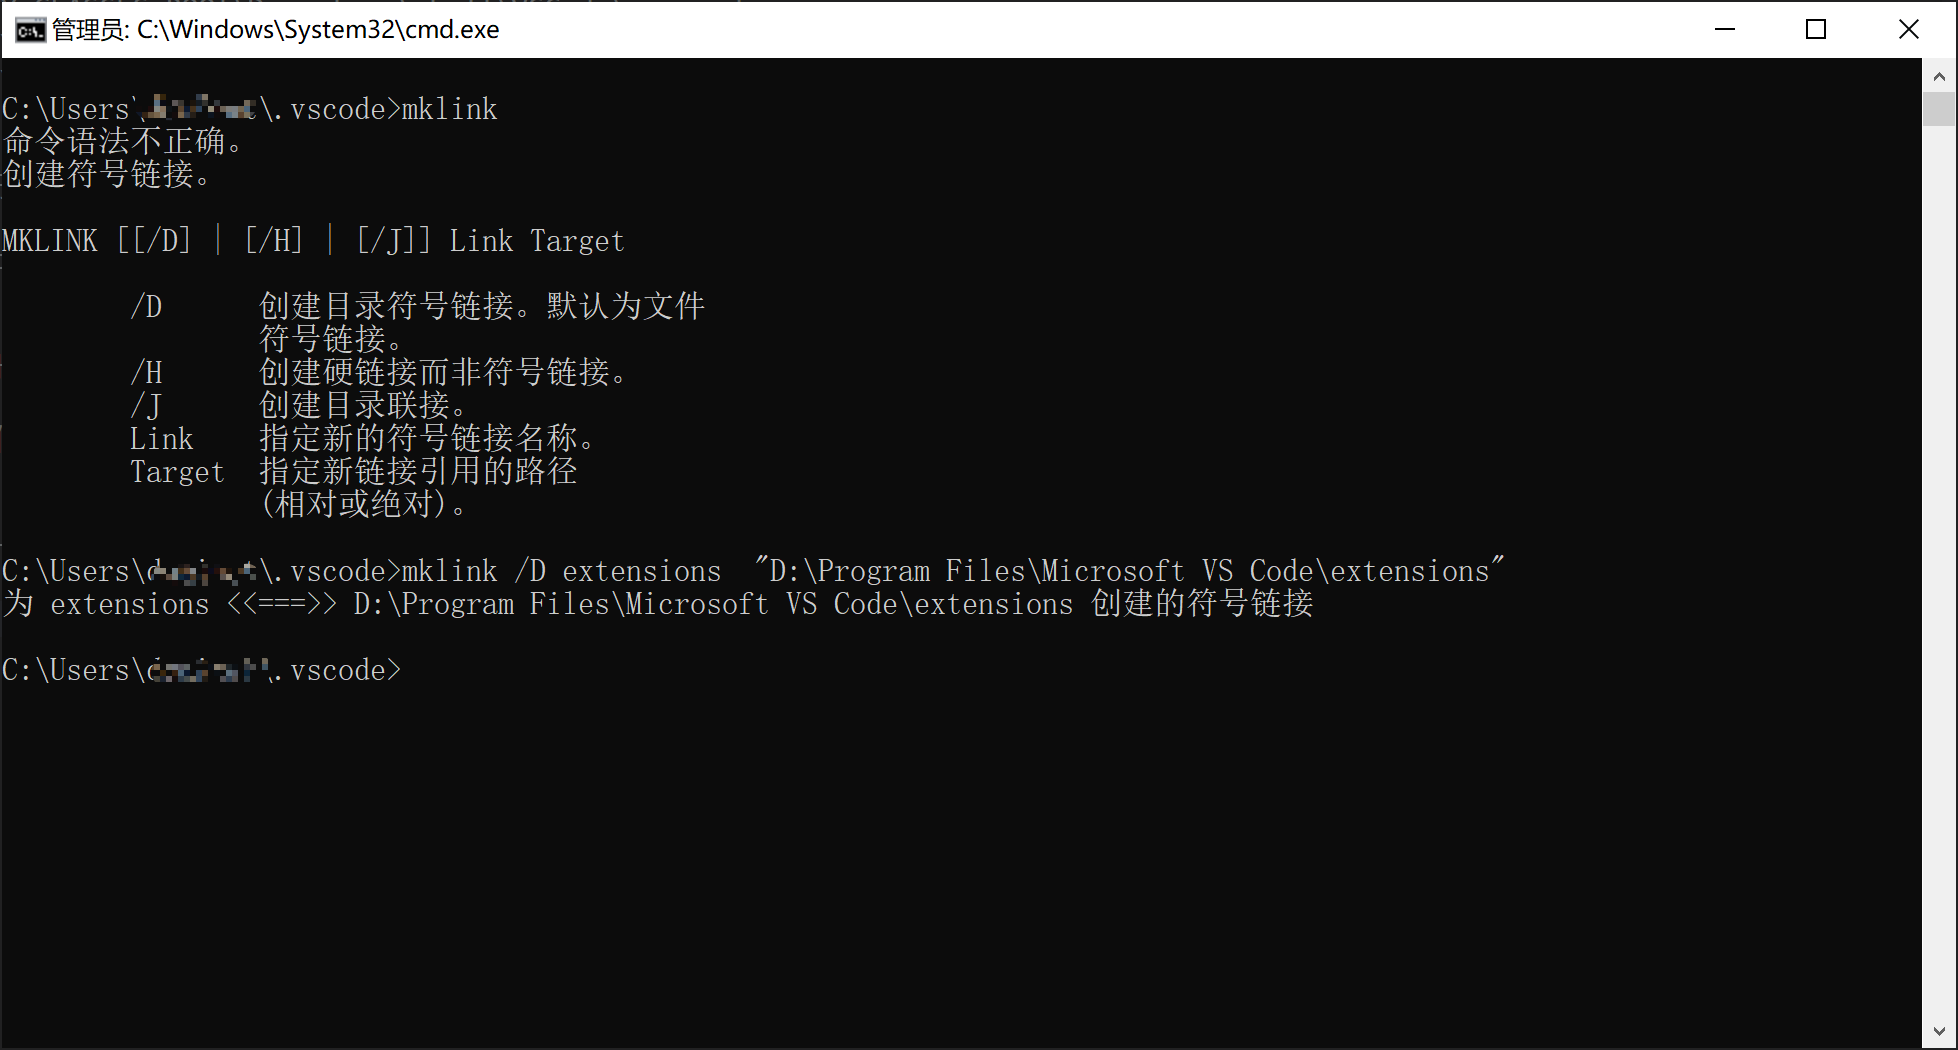 管理员: C:\Windows\System32\cmd.exe
C:\Users\ \.vscode>mklink
命令语法不正确。
创建符号链接。
MKLINK [[/D] | [/H] | [/J]] Link Target
/D 创建目录符号链接。默认为文件
符号链接。
/H 创建硬链接而非符号链接。
/J 创建目录联接。
Link 指定新的符号链接名称。
Target 指定新链接引用的路径
(相对或绝对)。
C:\Users\ \.vscode>mklink /D extensions  "D:\Program Files\Microsoft VS Code\extensions"
为 extensions <<===>> D:\Program Files\Microsoft VS Code\extensions 创建的符号链接
C:\Users\ \.vscode>